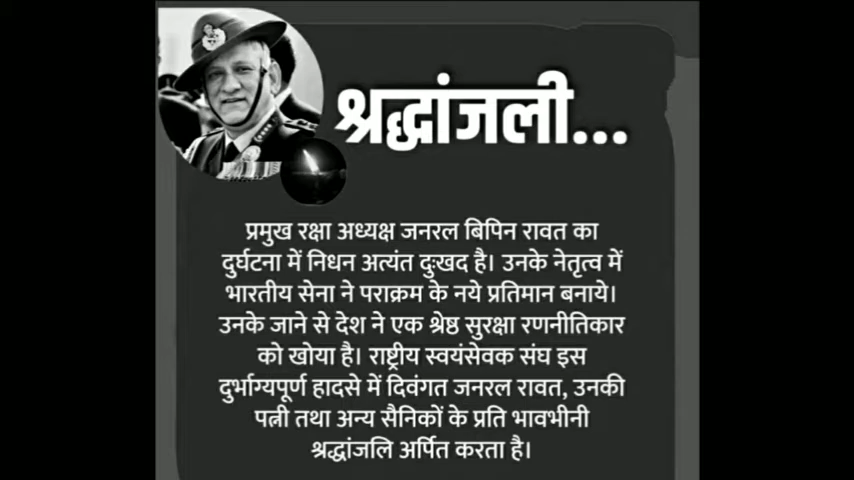 श्रद्धांजली...
प्रमुख रक्षा अध्यक्ष जनरल बिपिन रावत का
दुर्घटना में निधन अत्यंत दुःखद है। उनके नेतृत्व में
भारतीय सेना ने पराक्रम के नये प्रतिमान बनाये।
उनके जाने से देश ने एक श्रेष्ठ सुरक्षा रणनीतिकार
को खोया है। राष्ट्रीय स्वयंसेवक संघ इस
दुर्भाग्यपूर्ण हादसे में दिवंगत जनरल रावत, उनकी
पत्नी तथा अन्य सैनिकों के प्रति भावभीनी
श्रद्धांजलि अर्पित करता है।